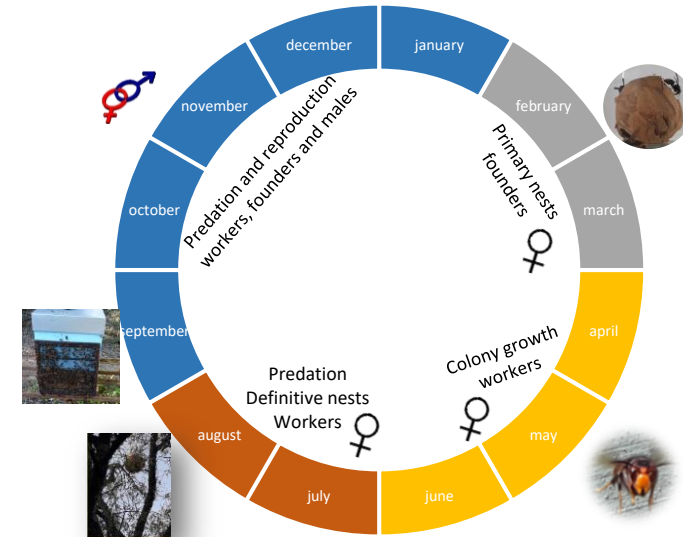 december
january
november
february
october
march
september
april
august
may
july
june
Predation and reproduction
workers, founders and males
Primary nests
founders
Colony growth
workers
Predation
Definitive nests
Workers